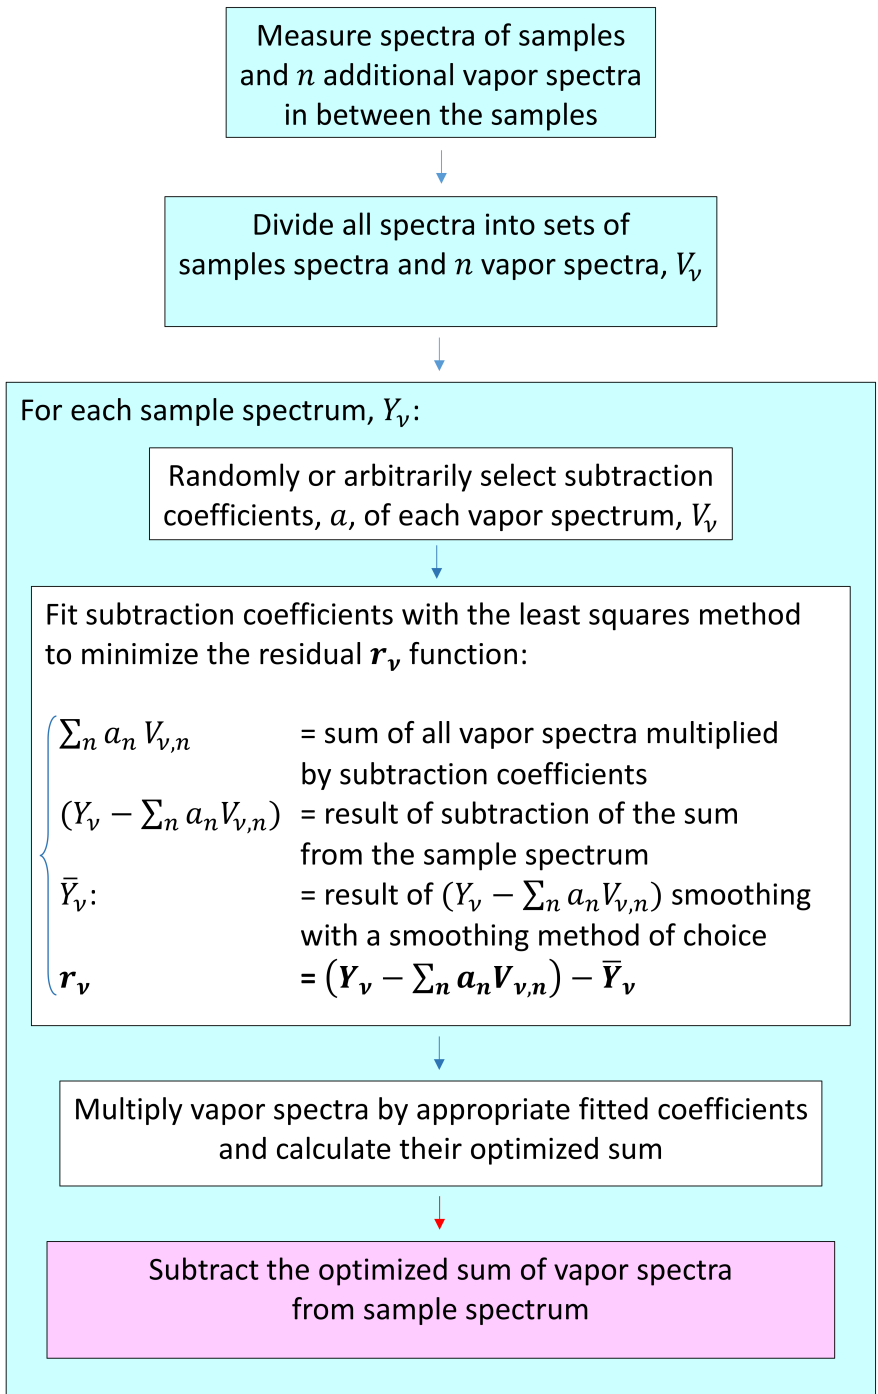 Measure spectra of samples
and n additional vapor spectra
in between the samples
Divide all spectra into sets of
samples spectra and n vapor spectra, Vν
For each sample spectrum, Yν:
Randomly or arbitrarily select subtraction
coefficients, a, of each vapor spectrum, Vν
Fit subtraction coefficients with the least squares method
to minimize the residual rν function:
∑n an Vν,n = sum of all vapor spectra multiplied
by subtraction coefficients
(Yν − ∑n anVν,n) = result of subtraction of the sum
from the sample spectrum
Ȳν: = result of (Yν − ∑n anVν,n) smoothing
with a smoothing method of choice
rν = (Yν − ∑n anVν,n) − Ȳν
Multiply vapor spectra by appropriate fitted coefficients
and calculate their optimized sum
Subtract the optimized sum of vapor spectra
from sample spectrum